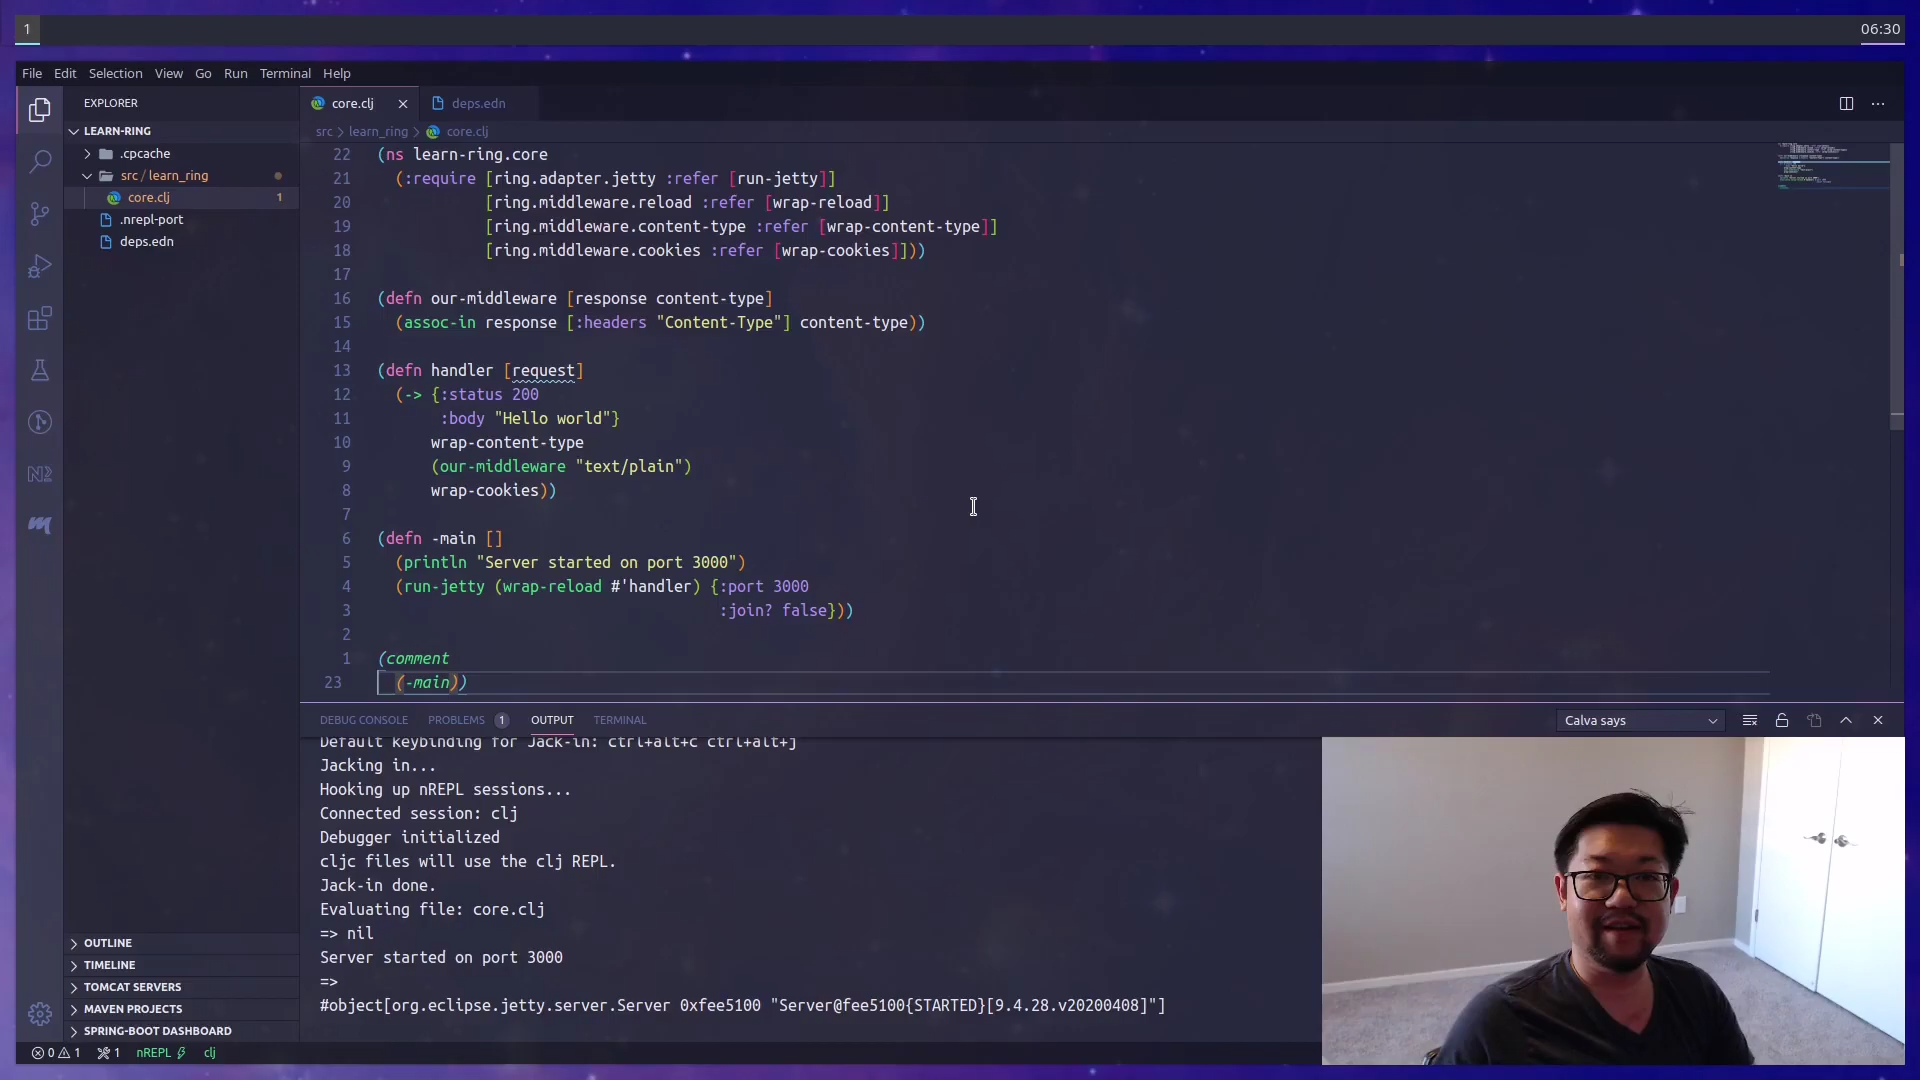 1
06:30
File Edit Selection View Go Run Terminal Help
EXPLORER
LEARN-RING
.cpcache
src / learn_ring
core.clj 1
.nrepl-port
deps.edn
OUTLINE
TIMELINE
TOMCAT SERVERS
MAVEN PROJECTS
SPRING-BOOT DASHBOARD
core.clj
deps.edn
src > learn_ring > core.clj
22 (ns learn-ring.core
21 (:require [ring.adapter.jetty :refer [run-jetty]]
20 [ring.middleware.reload :refer [wrap-reload]]
19 [ring.middleware.content-type :refer [wrap-content-type]]
18 [ring.middleware.cookies :refer [wrap-cookies]]))
17
16 (defn our-middleware [response content-type]
15 (assoc-in response [:headers "Content-Type"] content-type))
14
13 (defn handler [request]
12 (-> {:status 200
11 :body "Hello world"}
10 wrap-content-type
9 (our-middleware "text/plain")
8 wrap-cookies))
7
6 (defn -main []
5 (println "Server started on port 3000")
4 (run-jetty (wrap-reload #'handler) {:port 3000
3 :join? false}))
2
1 (comment
23 (-main))
DEBUG CONSOLE PROBLEMS 1 OUTPUT TERMINAL
Calva says
Default keybinding for Jack-in: ctrl+alt+c ctrl+alt+j
Jacking in...
Hooking up nREPL sessions...
Connected session: clj
Debugger initialized
cljc files will use the clj REPL.
Jack-in done.
Evaluating file: core.clj
=> nil
Server started on port 3000
=>
#object[org.eclipse.jetty.server.Server 0xfee5100 "Server@fee5100{STARTED}[9.4.28.v20200408]"]
0 1 1 nREPL clj